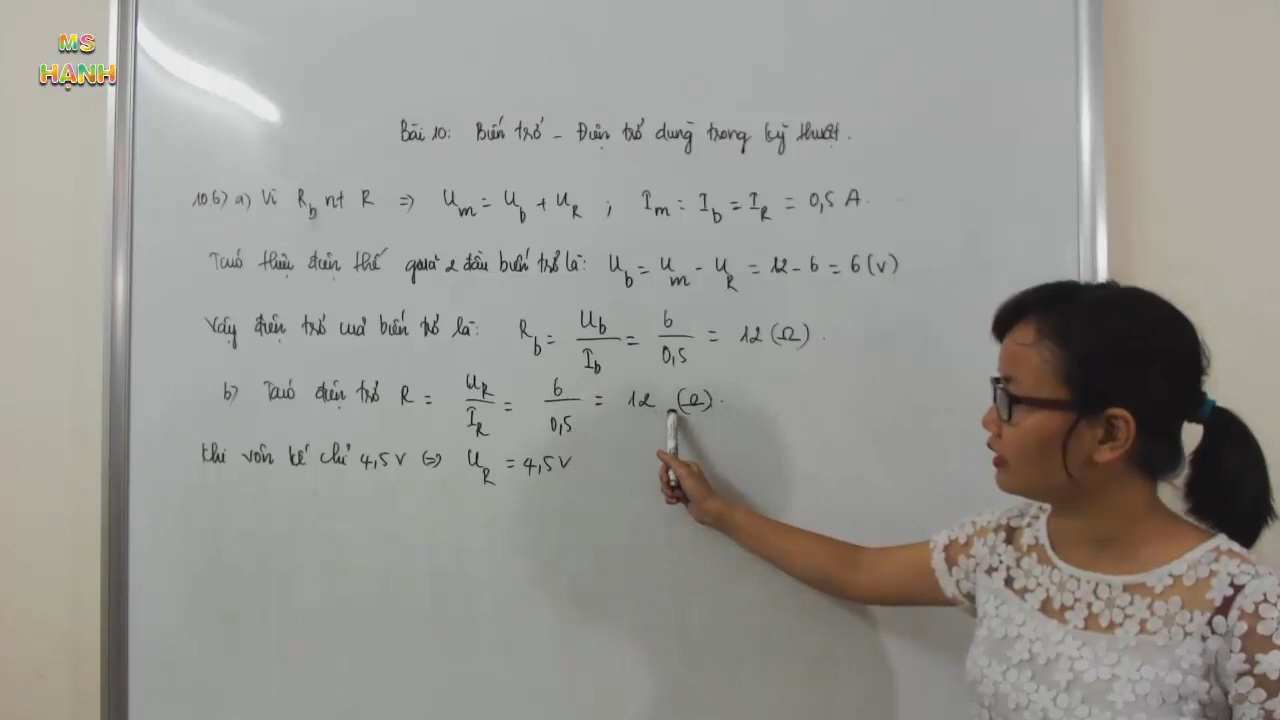 MS
HẠNH
Bài 10: Biến trở - Điện trở dùng trong kỹ thuật.
10.6) a) Vì R_b nt R => U_m = U_b + U_R ; I_m = I_b = I_R = 0,5 A.
Ta có hiệu điện thế giữa 2 đầu biến trở là: U_b = U_m - U_R = 12 - 6 = 6 (V)
Vậy điện trở của biến trở là: R_b = U_b / I_b = 6 / 0,5 = 12 (Ω).
b) Ta có điện trở R = U_R / I_R = 6 / 0,5 = 12 (Ω).
Khi vôn kế chỉ 4,5V <=> U_R = 4,5V